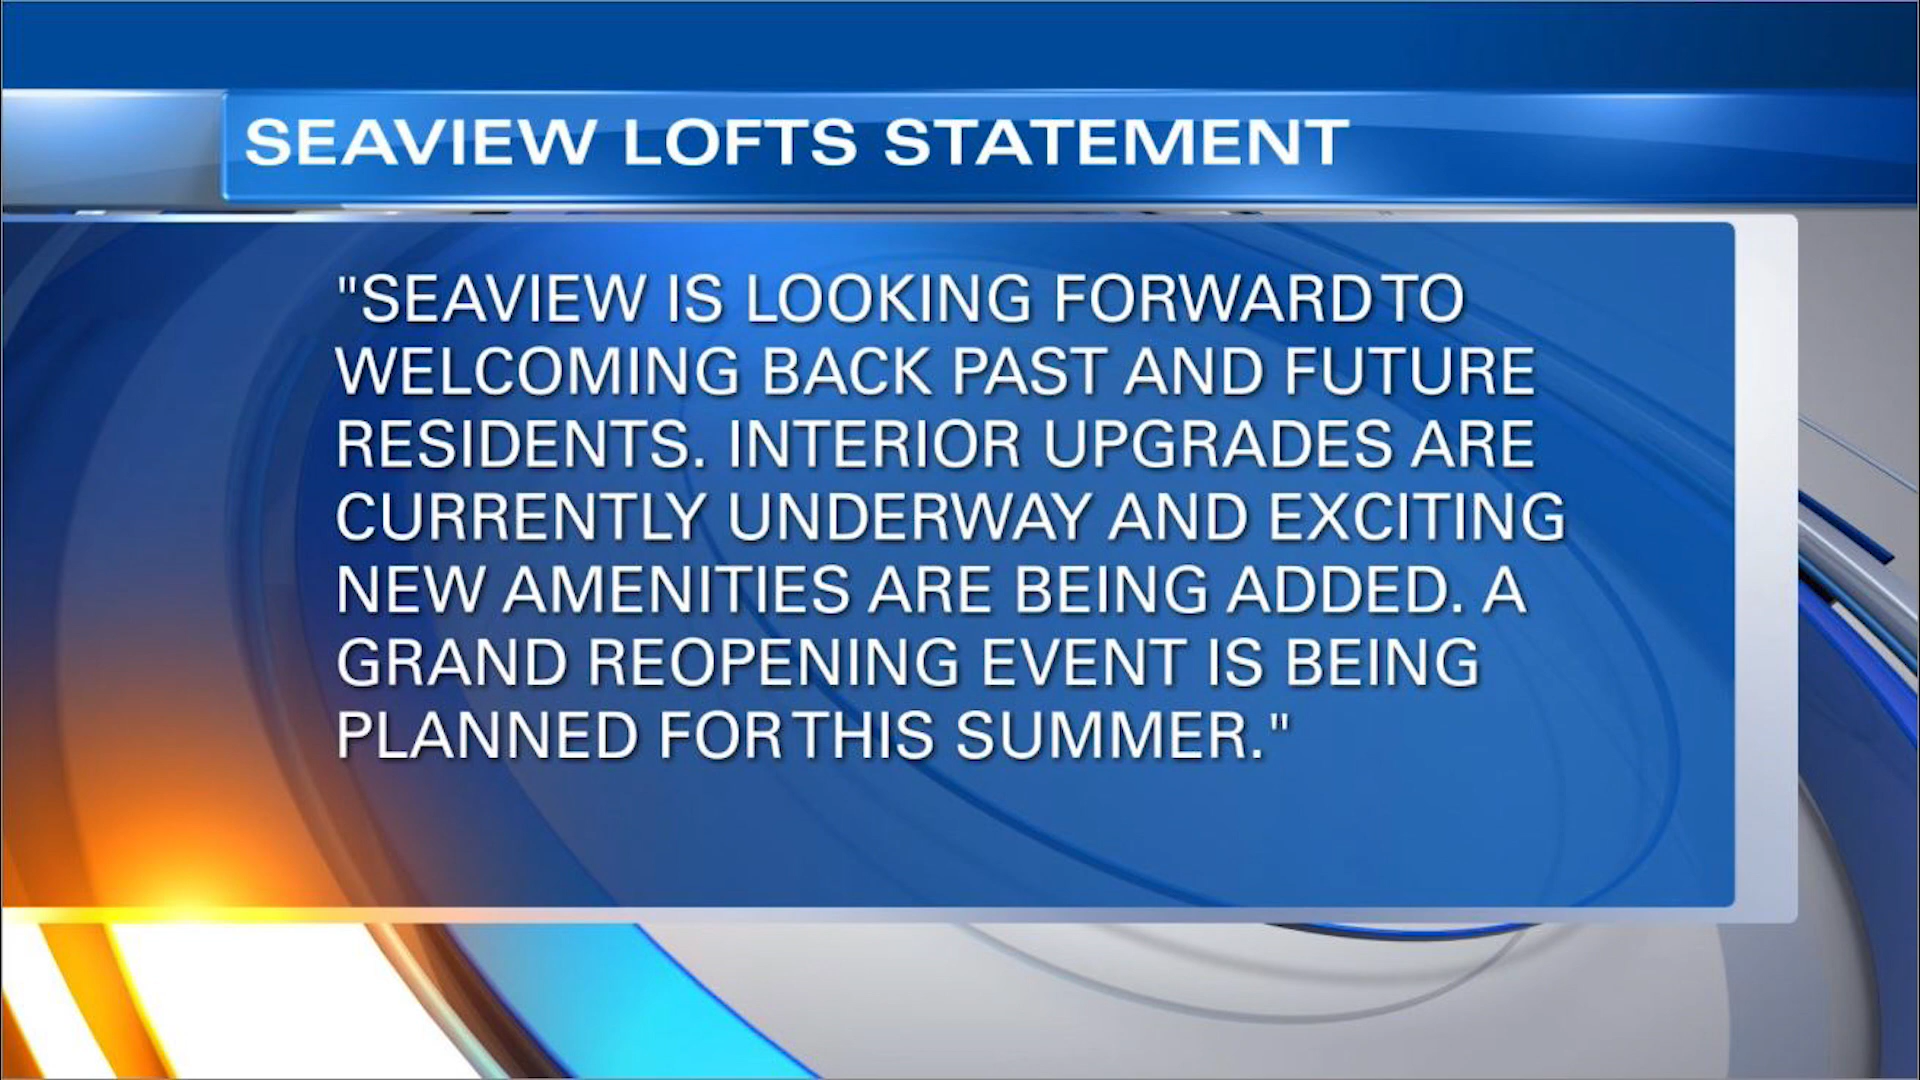 SEAVIEW LOFTS STATEMENT
"SEAVIEW IS LOOKING FORWARD TO
WELCOMING BACK PAST AND FUTURE
RESIDENTS. INTERIOR UPGRADES ARE
CURRENTLY UNDERWAY AND EXCITING
NEW AMENITIES ARE BEING ADDED. A
GRAND REOPENING EVENT IS BEING
PLANNED FOR THIS SUMMER."